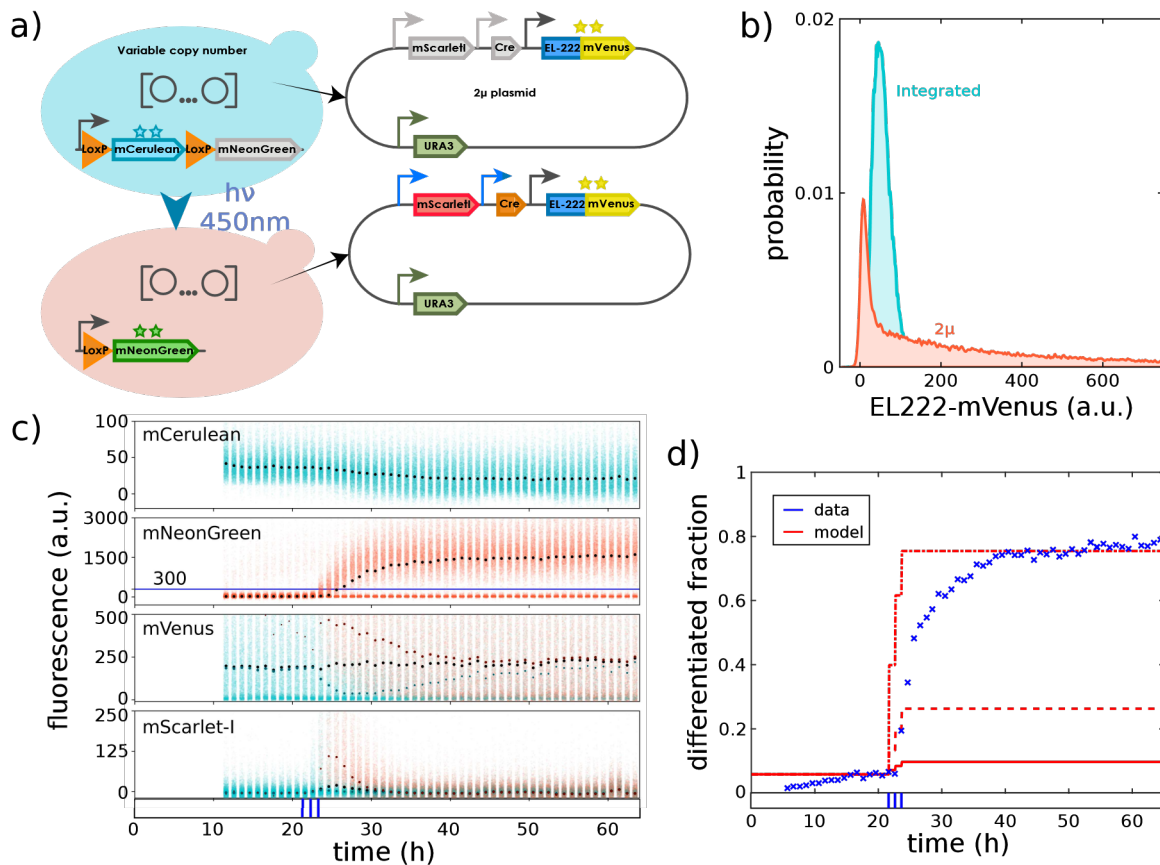 a)
Variable copy number
[O...O]
LoxP
mCerulean
LoxP
mNeonGreen
hν
450nm
[O...O]
LoxP
mNeonGreen
mScarletI
Cre
EL-222
mVenus
2μ plasmid
URA3
mScarletI
Cre
EL-222
mVenus
URA3
b)
0.02
0.01
0
probability
Integrated
2μ
0
200
400
600
EL222-mVenus (a.u.)
c)
fluorescence (a.u.)
mCerulean
100
50
0
mNeonGreen
3000
1500
0
300
mVenus
500
250
0
mScarlet-I
250
125
0
0
10
20
30
40
50
60
time (h)
d)
differentiated fraction
1
0.8
0.6
0.4
0.2
0
data
model
0
10
20
30
40
50
60
time (h)